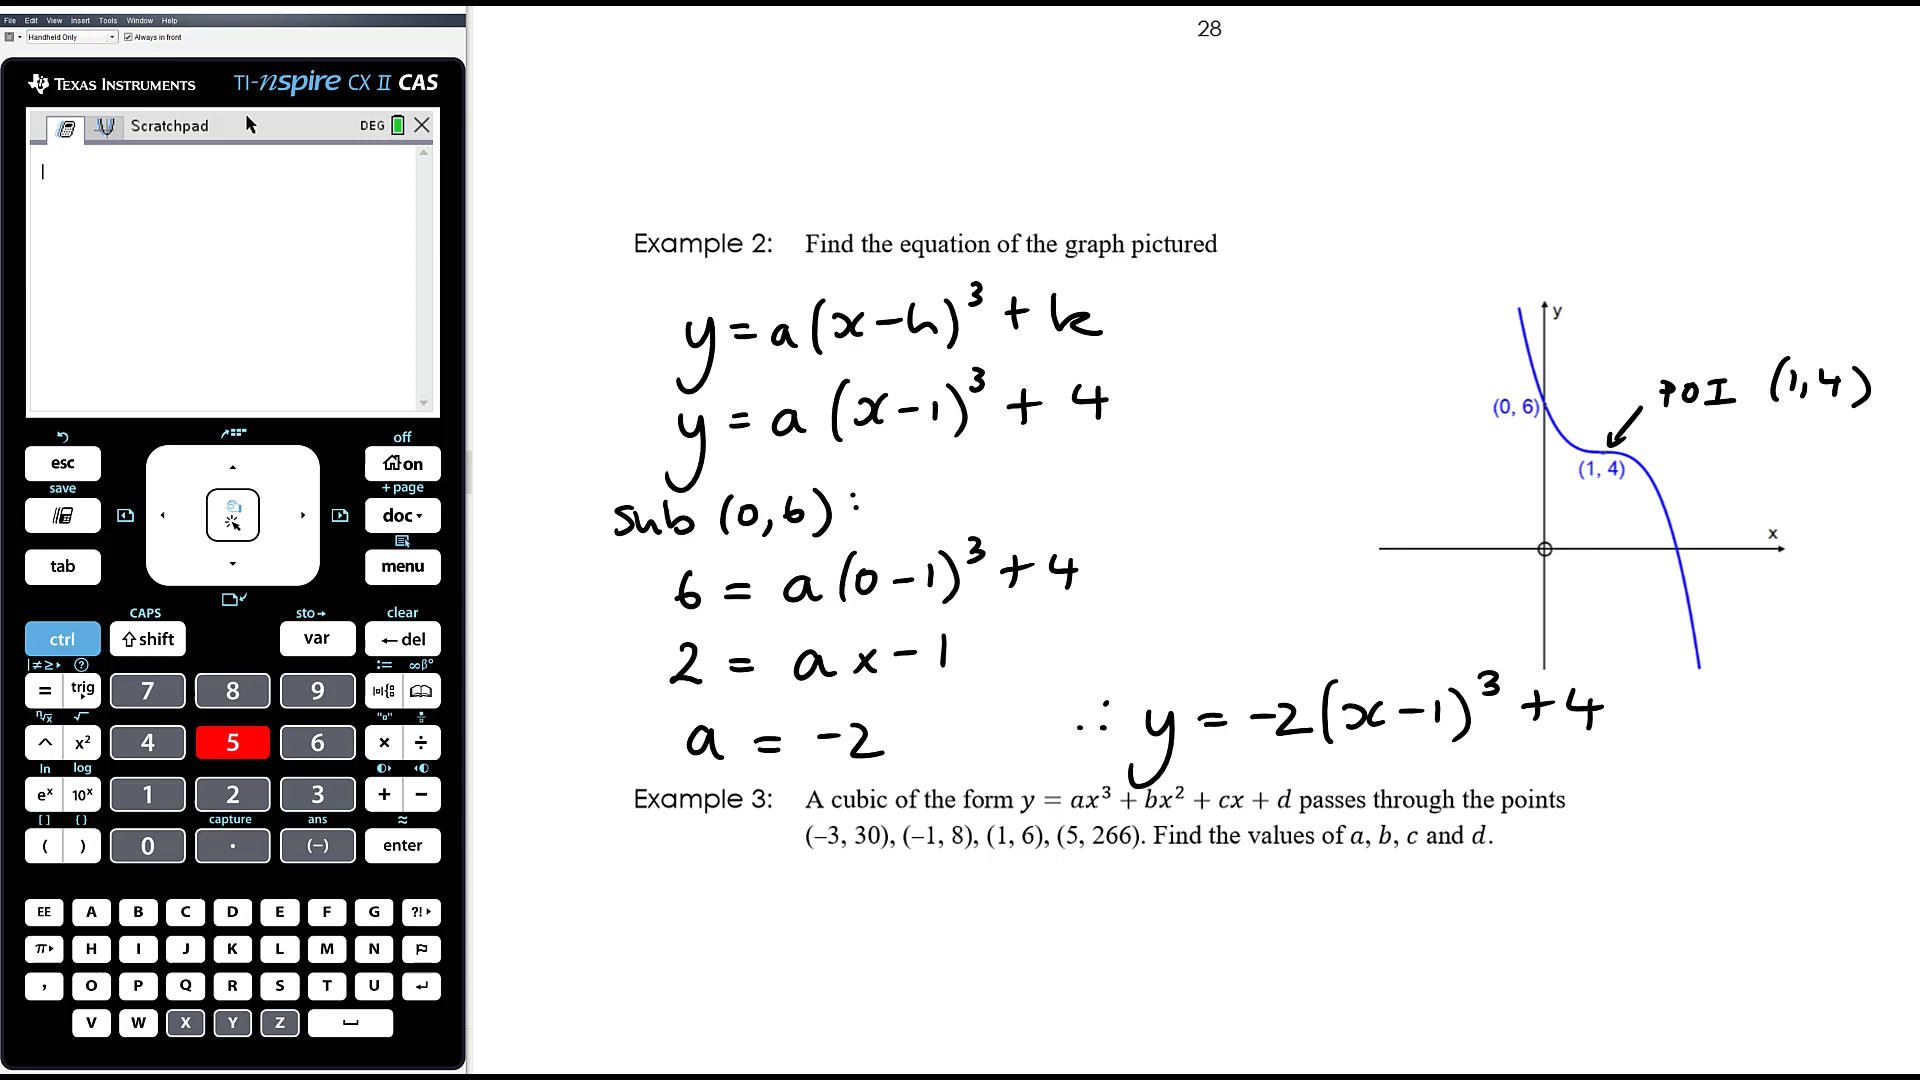 File Edit View Insert Tools Window Help
Handheld Only Always in front
TEXAS INSTRUMENTS TI-nspire CX II CAS
Scratchpad DEG
off
esc on
save + page
doc
tab menu
CAPS sto→ clear
ctrl ⇧shift var ←del
|≠≥▸ := ∞β°
= trig 7 8 9
ⁿ√x √ "□"
^ x² 4 5 6 × ÷
ln log
eˣ 10ˣ 1 2 3 + −
[ ] { } capture ans ≈
( ) 0 . (−) enter
EE A B C D E F G ?!▸
π▸ H I J K L M N
, O P Q R S T U ↵
V W X Y Z
28
Example 2: Find the equation of the graph pictured
y = a(x-h)³ + k
y = a(x-1)³ + 4
sub (0,6):
6 = a(0-1)³ + 4
2 = a x -1
a = -2
∴ y = -2(x-1)³ + 4
y
POI (1,4)
(0, 6)
(1, 4)
x
Example 3: A cubic of the form y = ax³ + bx² + cx + d passes through the points
(–3, 30), (–1, 8), (1, 6), (5, 266). Find the values of a, b, c and d.